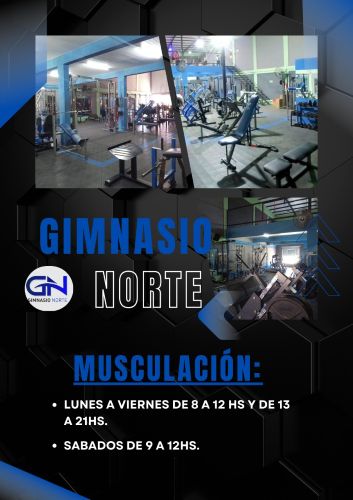 GIMNASIO
NORTE
GN
GIMNASIO NORTE
MUSCULACIÓN:
• LUNES A VIERNES DE 8 A 12 HS Y DE 13
A 21HS.
• SABADOS DE 9 A 12HS.